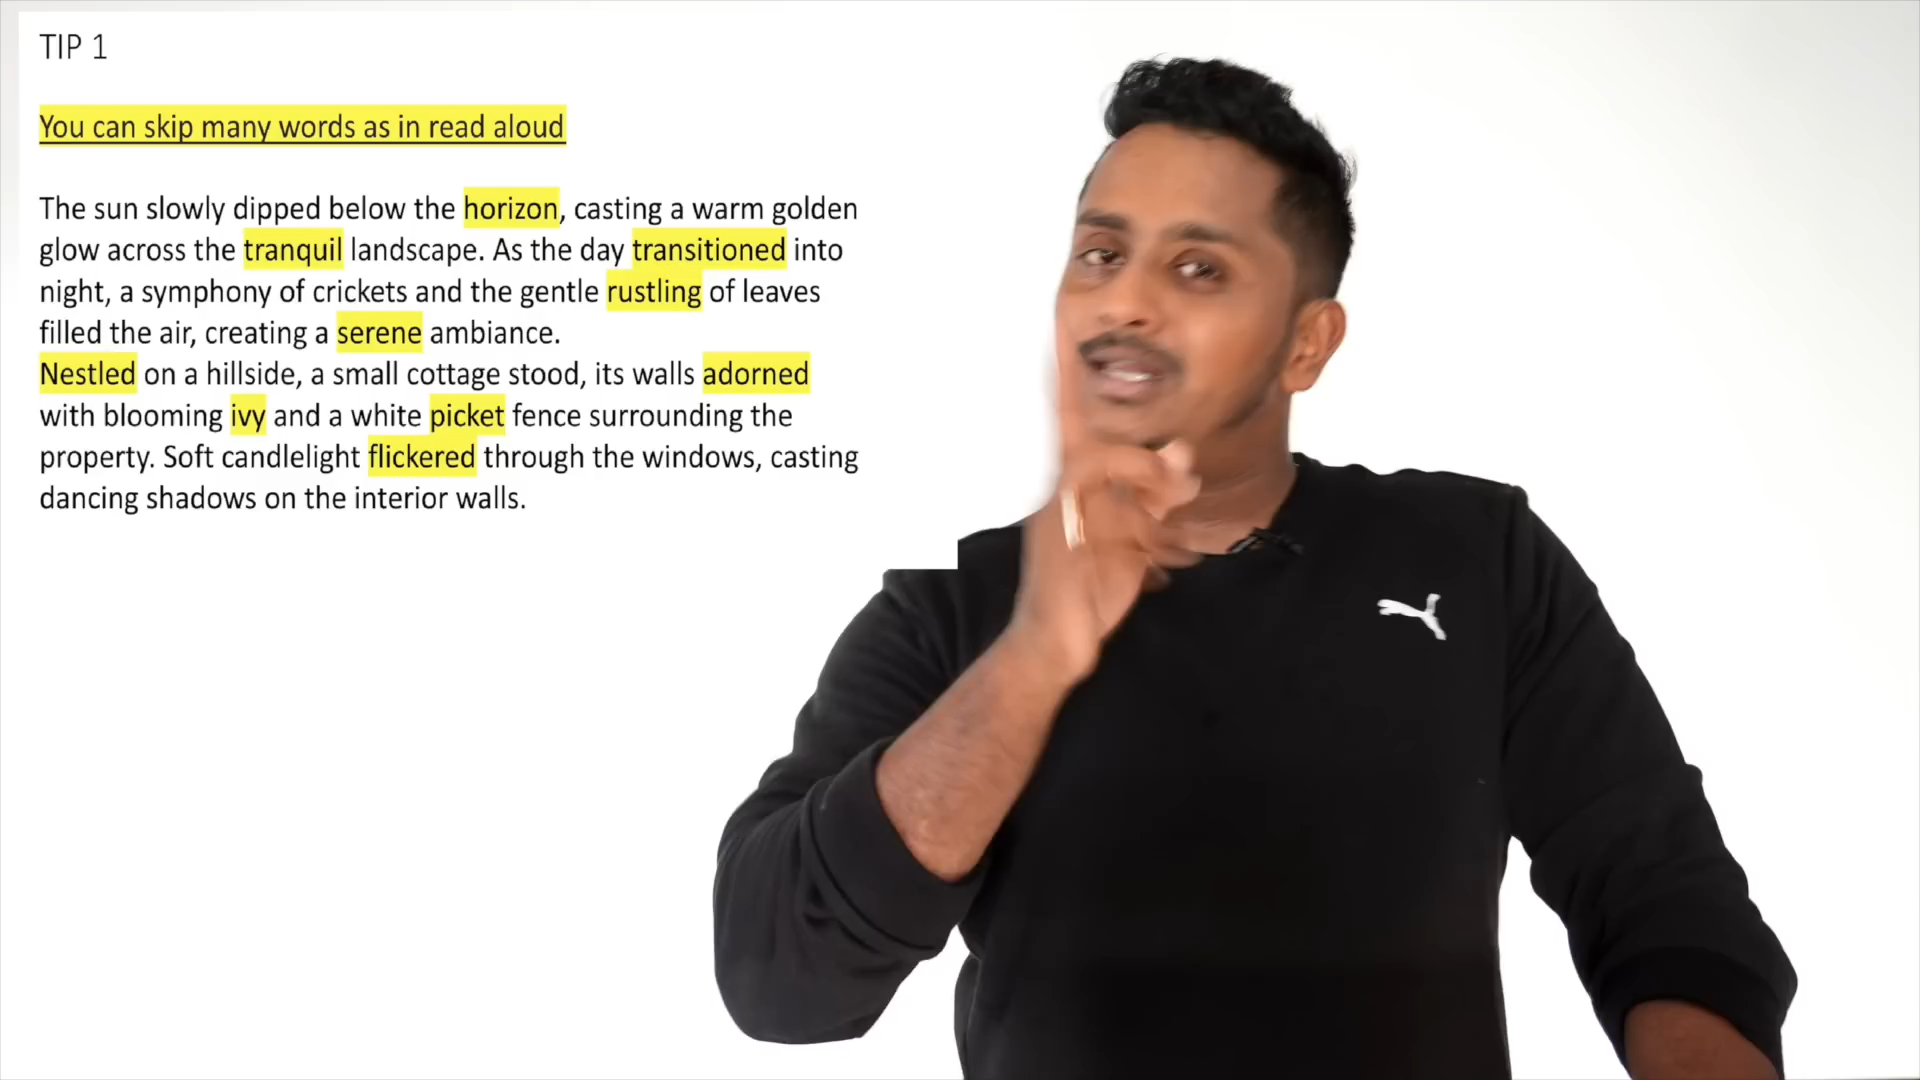 TIP 1
You can skip many words as in read aloud
The sun slowly dipped below the horizon, casting a warm golden
glow across the tranquil landscape. As the day transitioned into
night, a symphony of crickets and the gentle rustling of leaves
filled the air, creating a serene ambiance.
Nestled on a hillside, a small cottage stood, its walls adorned
with blooming ivy and a white picket fence surrounding the
property. Soft candlelight flickered through the windows, casting
dancing shadows on the interior walls.